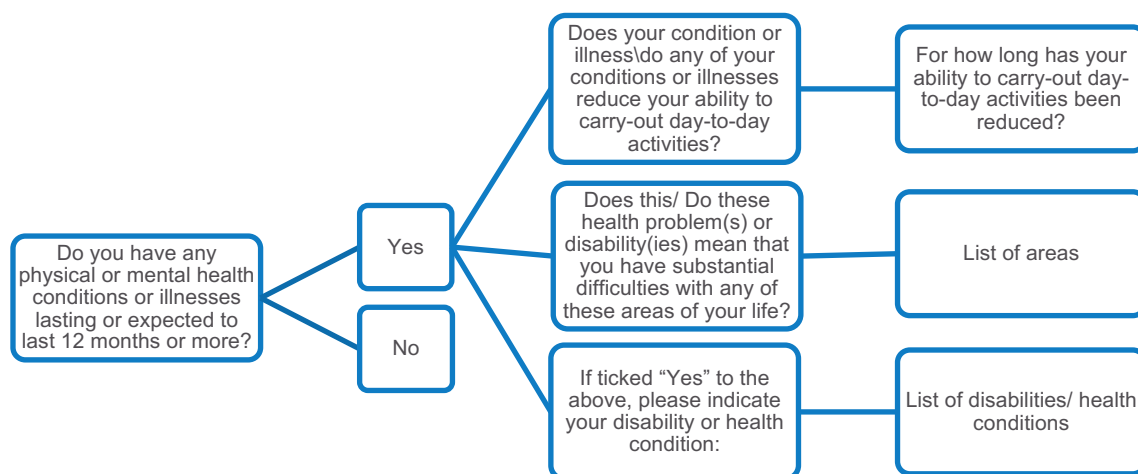 Do you have any
physical or mental health
conditions or illnesses
lasting or expected to
last 12 months or more?
Yes
No
Does your condition or
illness\do any of your
conditions or illnesses
reduce your ability to
carry-out day-to-day
activities?
For how long has your
ability to carry-out day-
to-day activities been
reduced?
Does this/ Do these
health problem(s) or
disability(ies) mean that
you have substantial
difficulties with any of
these areas of your life?
List of areas
If ticked “Yes” to the
above, please indicate
your disability or health
condition:
List of disabilities/ health
conditions